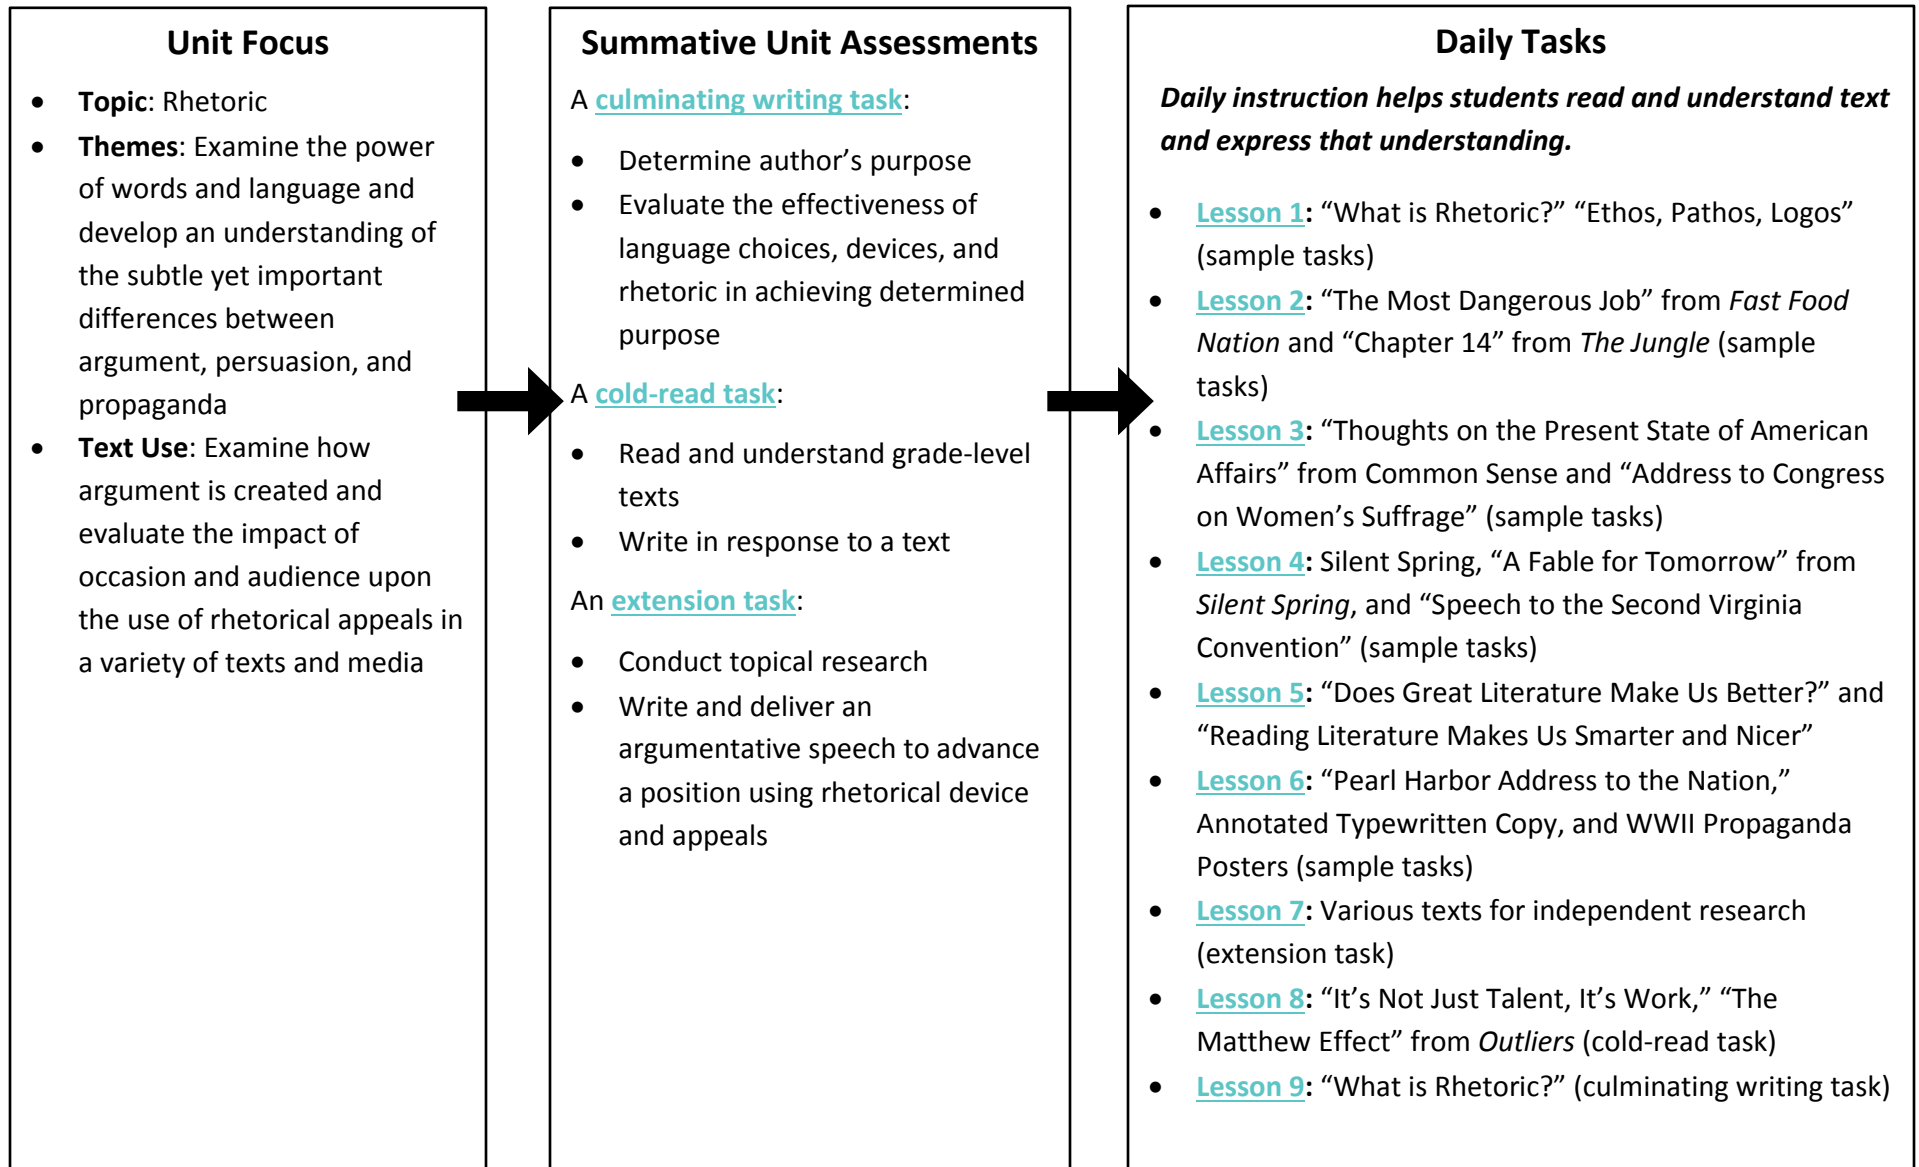 Unit Focus
• Topic: Rhetoric
• Themes: Examine the power
of words and language and
develop an understanding of
the subtle yet important
differences between
argument, persuasion, and
propaganda
• Text Use: Examine how
argument is created and
evaluate the impact of
occasion and audience upon
the use of rhetorical appeals in
a variety of texts and media
Summative Unit Assessments
A culminating writing task:
• Determine author’s purpose
• Evaluate the effectiveness of
language choices, devices, and
rhetoric in achieving determined
purpose
A cold-read task:
• Read and understand grade-level
texts
• Write in response to a text
An extension task:
• Conduct topical research
• Write and deliver an
argumentative speech to advance
a position using rhetorical device
and appeals
Daily Tasks
Daily instruction helps students read and understand text
and express that understanding.
• Lesson 1: “What is Rhetoric?” “Ethos, Pathos, Logos”
(sample tasks)
• Lesson 2: “The Most Dangerous Job” from Fast Food
Nation and “Chapter 14” from The Jungle (sample
tasks)
• Lesson 3: “Thoughts on the Present State of American
Affairs” from Common Sense and “Address to Congress
on Women’s Suffrage” (sample tasks)
• Lesson 4: Silent Spring, “A Fable for Tomorrow” from
Silent Spring, and “Speech to the Second Virginia
Convention” (sample tasks)
• Lesson 5: “Does Great Literature Make Us Better?” and
“Reading Literature Makes Us Smarter and Nicer”
• Lesson 6: “Pearl Harbor Address to the Nation,”
Annotated Typewritten Copy, and WWII Propaganda
Posters (sample tasks)
• Lesson 7: Various texts for independent research
(extension task)
• Lesson 8: “It’s Not Just Talent, It’s Work,” “The
Matthew Effect” from Outliers (cold-read task)
• Lesson 9: “What is Rhetoric?” (culminating writing task)